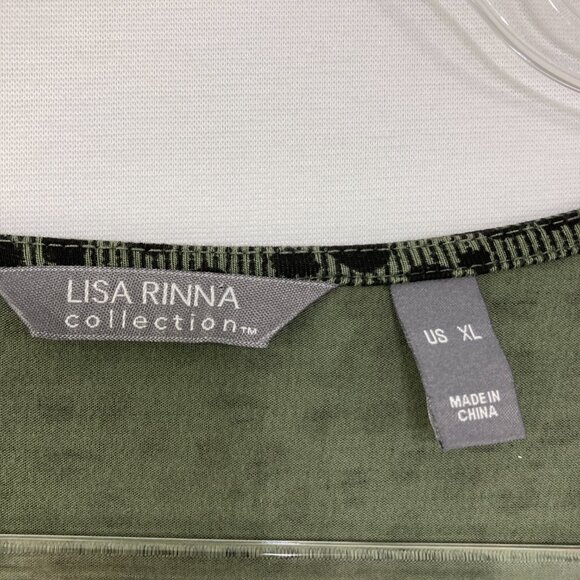 LISA RINNA
collection™
US XL
MADE IN
CHINA